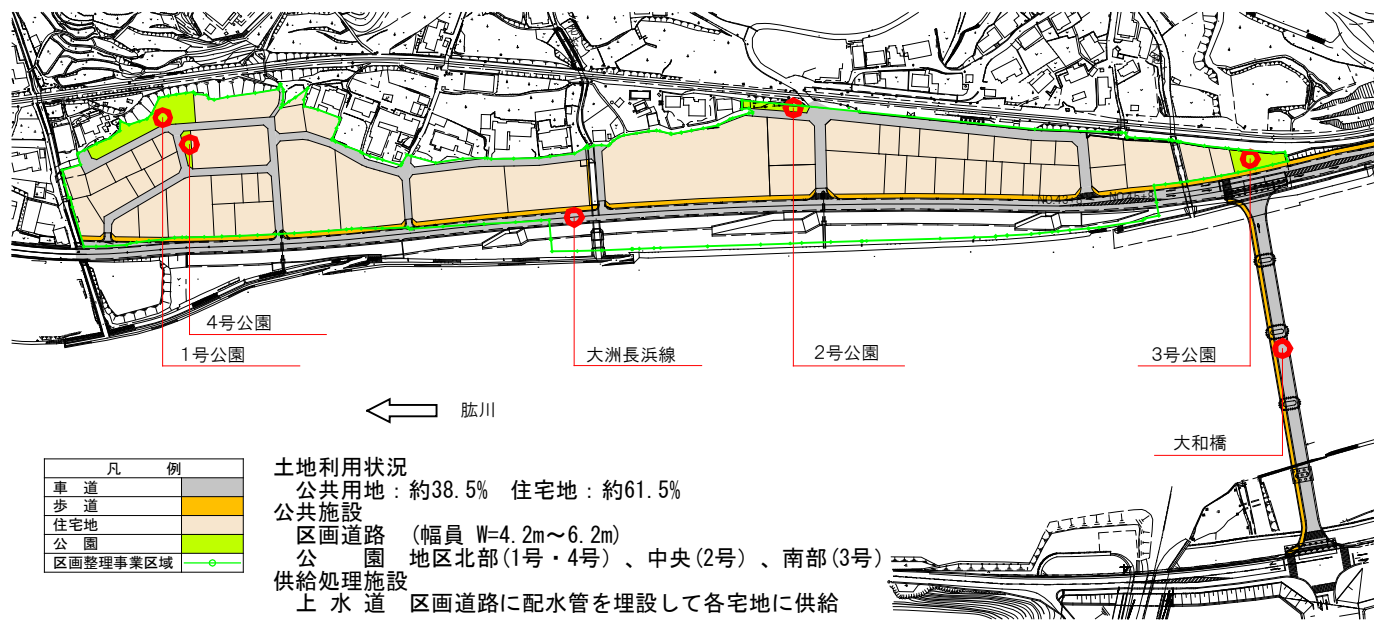 4号公園
1号公園
大洲長浜線
2号公園
3号公園
肱川
大和橋
凡 例
車 道
歩 道
住宅地
公 園
区画整理事業区域
土地利用状況
公共用地：約38.5% 住宅地：約61.5%
公共施設
区画道路 (幅員 W=4.2m～6.2m)
公 園 地区北部(1号・4号) 、中央(2号) 、南部(3号)
供給処理施設
上 水 道 区画道路に配水管を埋設して各宅地に供給